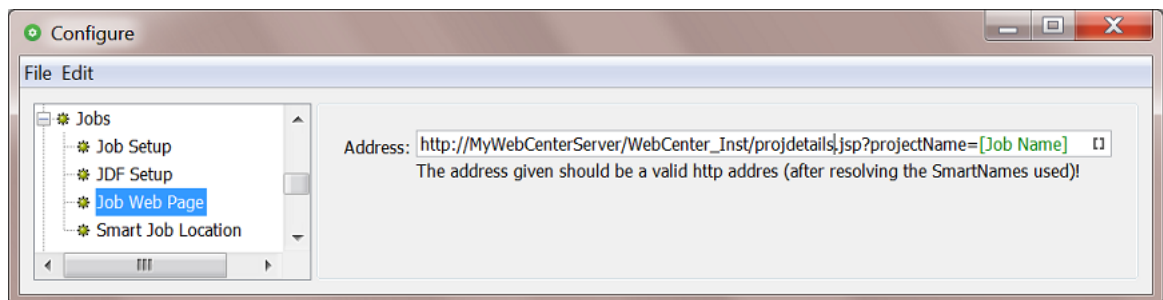 Configure
File Edit
Jobs
Job Setup
JDF Setup
Job Web Page
Smart Job Location
Address: http://MyWebCenterServer/WebCenter_Inst/projdetails.jsp?projectName=[Job Name] []
The address given should be a valid http addres (after resolving the SmartNames used)!